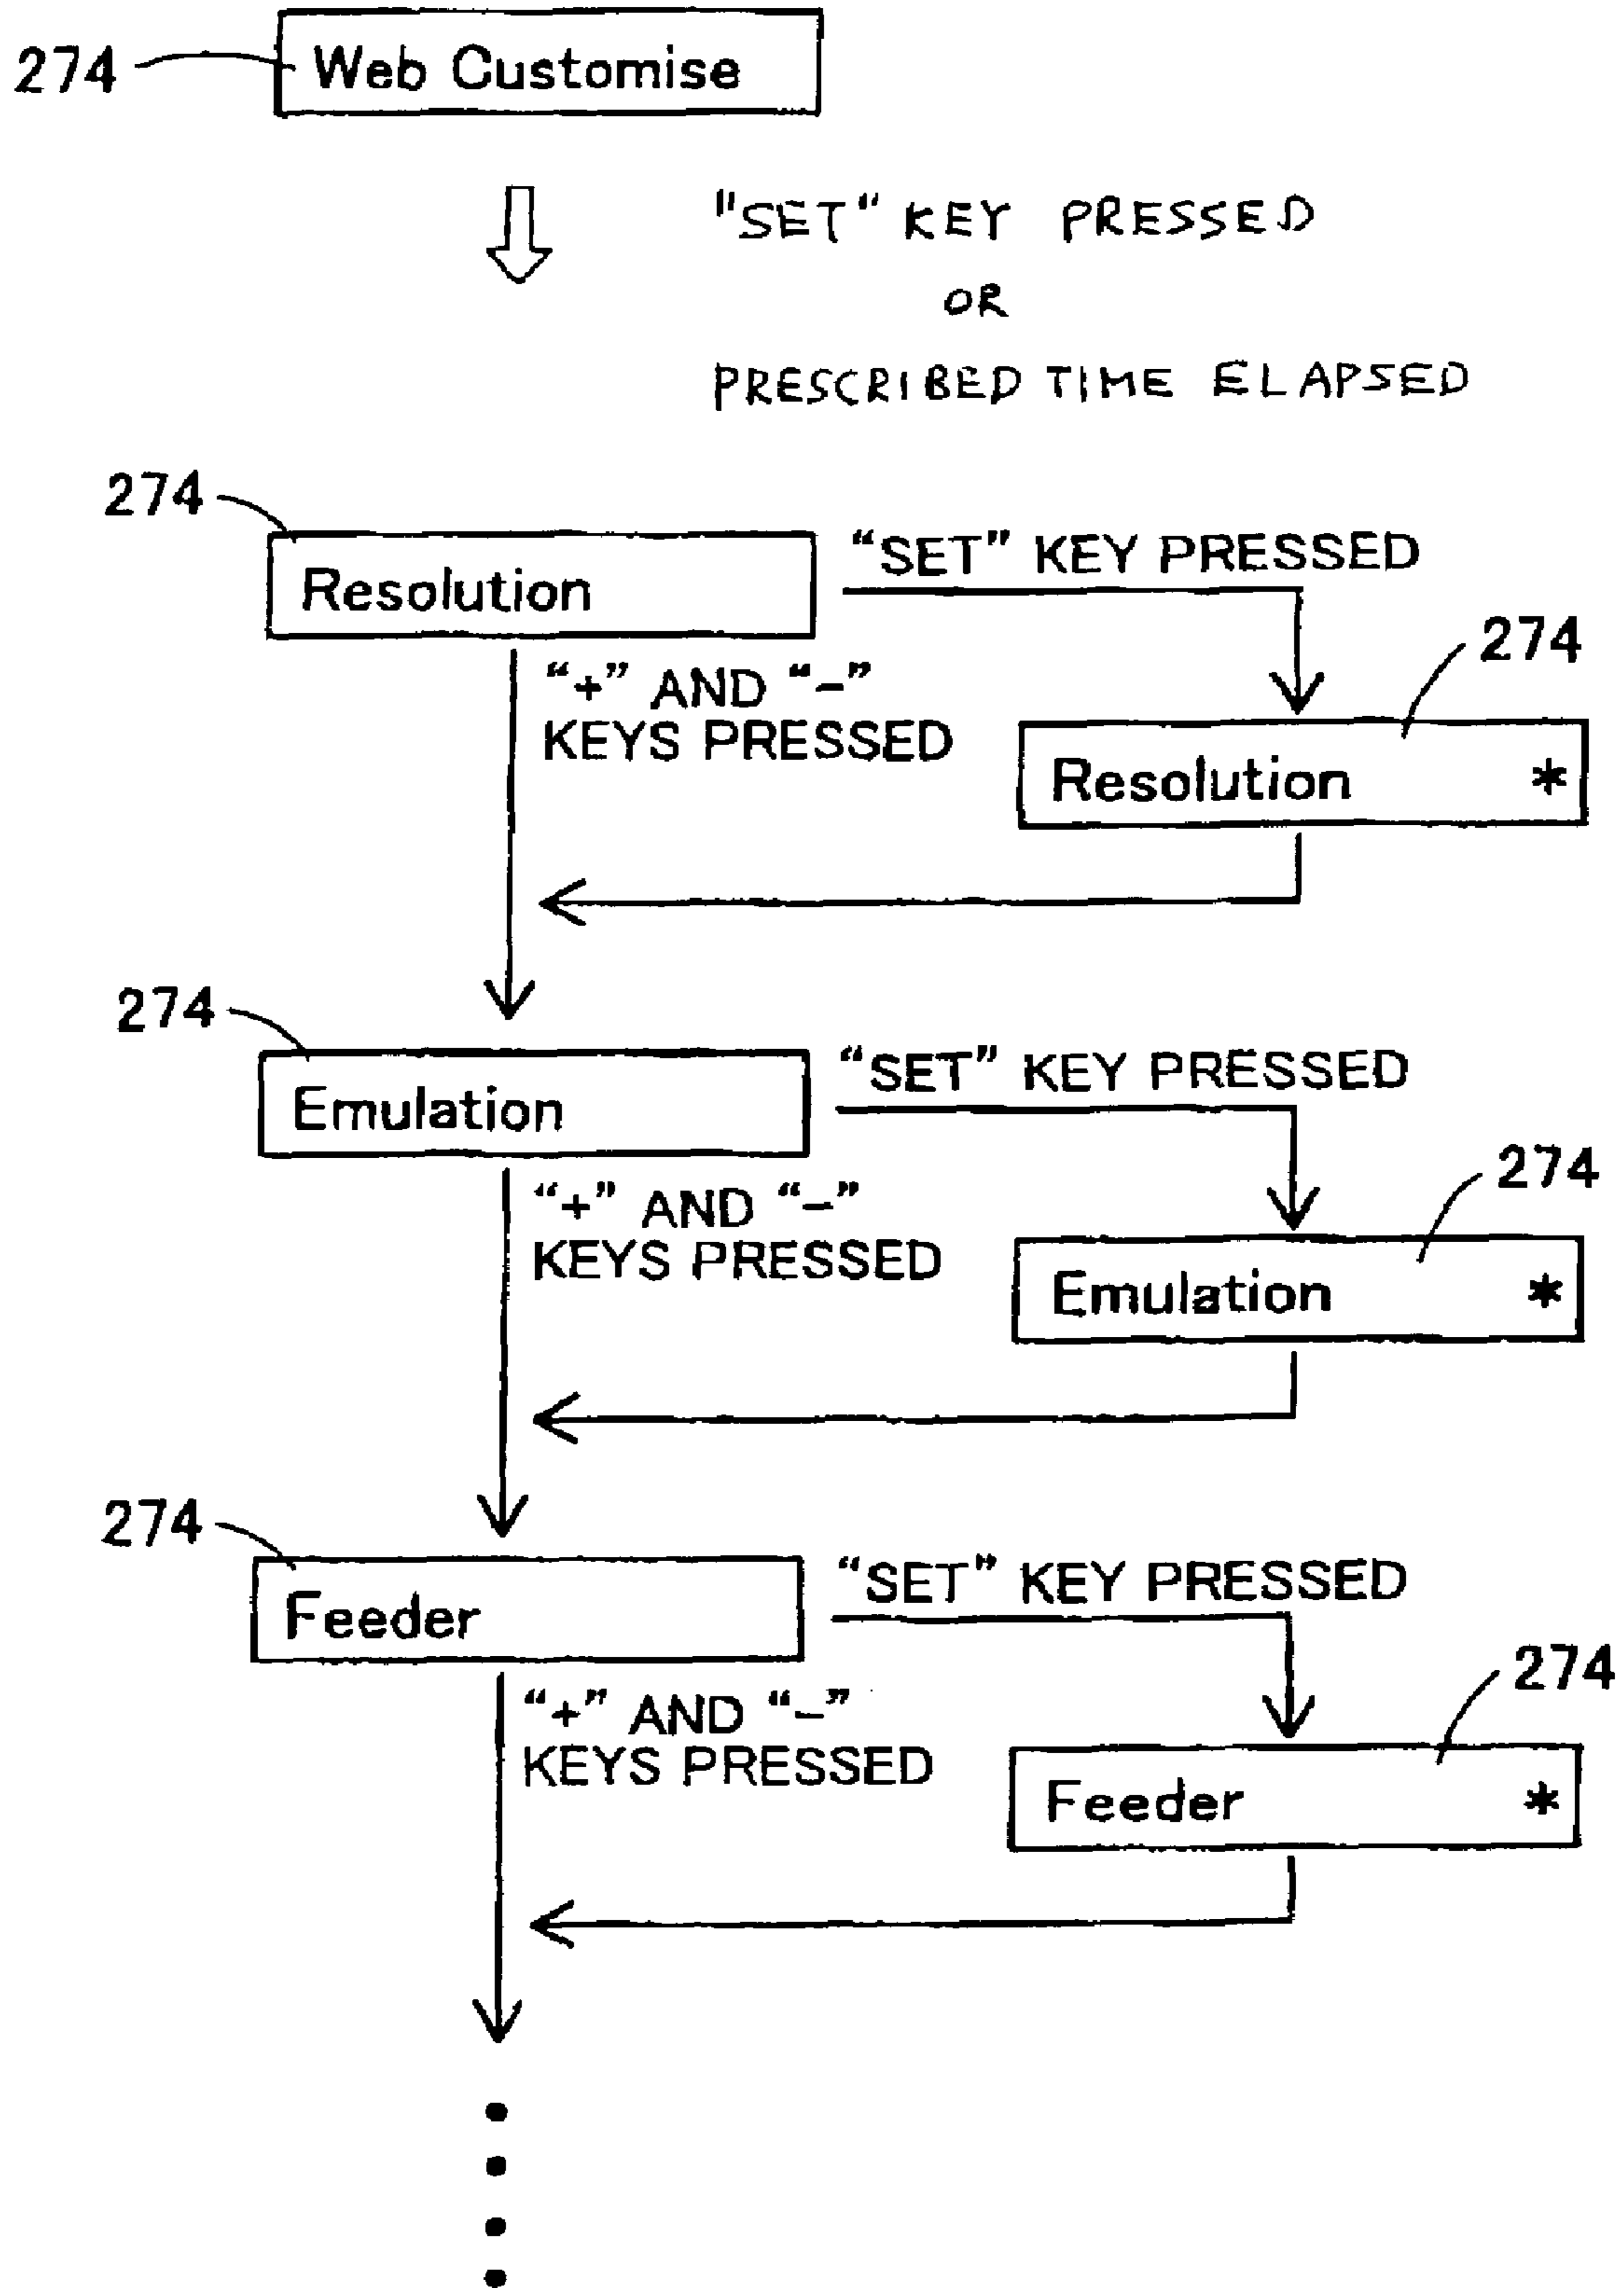 274 Web Customise
"SET" KEY PRESSED
OR
PRESCRIBED TIME ELAPSED
274
Resolution
“SET” KEY PRESSED
“+” AND “−”
KEYS PRESSED
274
Resolution *
274
Emulation
“SET” KEY PRESSED
“+” AND “−”
KEYS PRESSED
274
Emulation *
274
Feeder
“SET” KEY PRESSED
“+” AND “−”
KEYS PRESSED
274
Feeder *